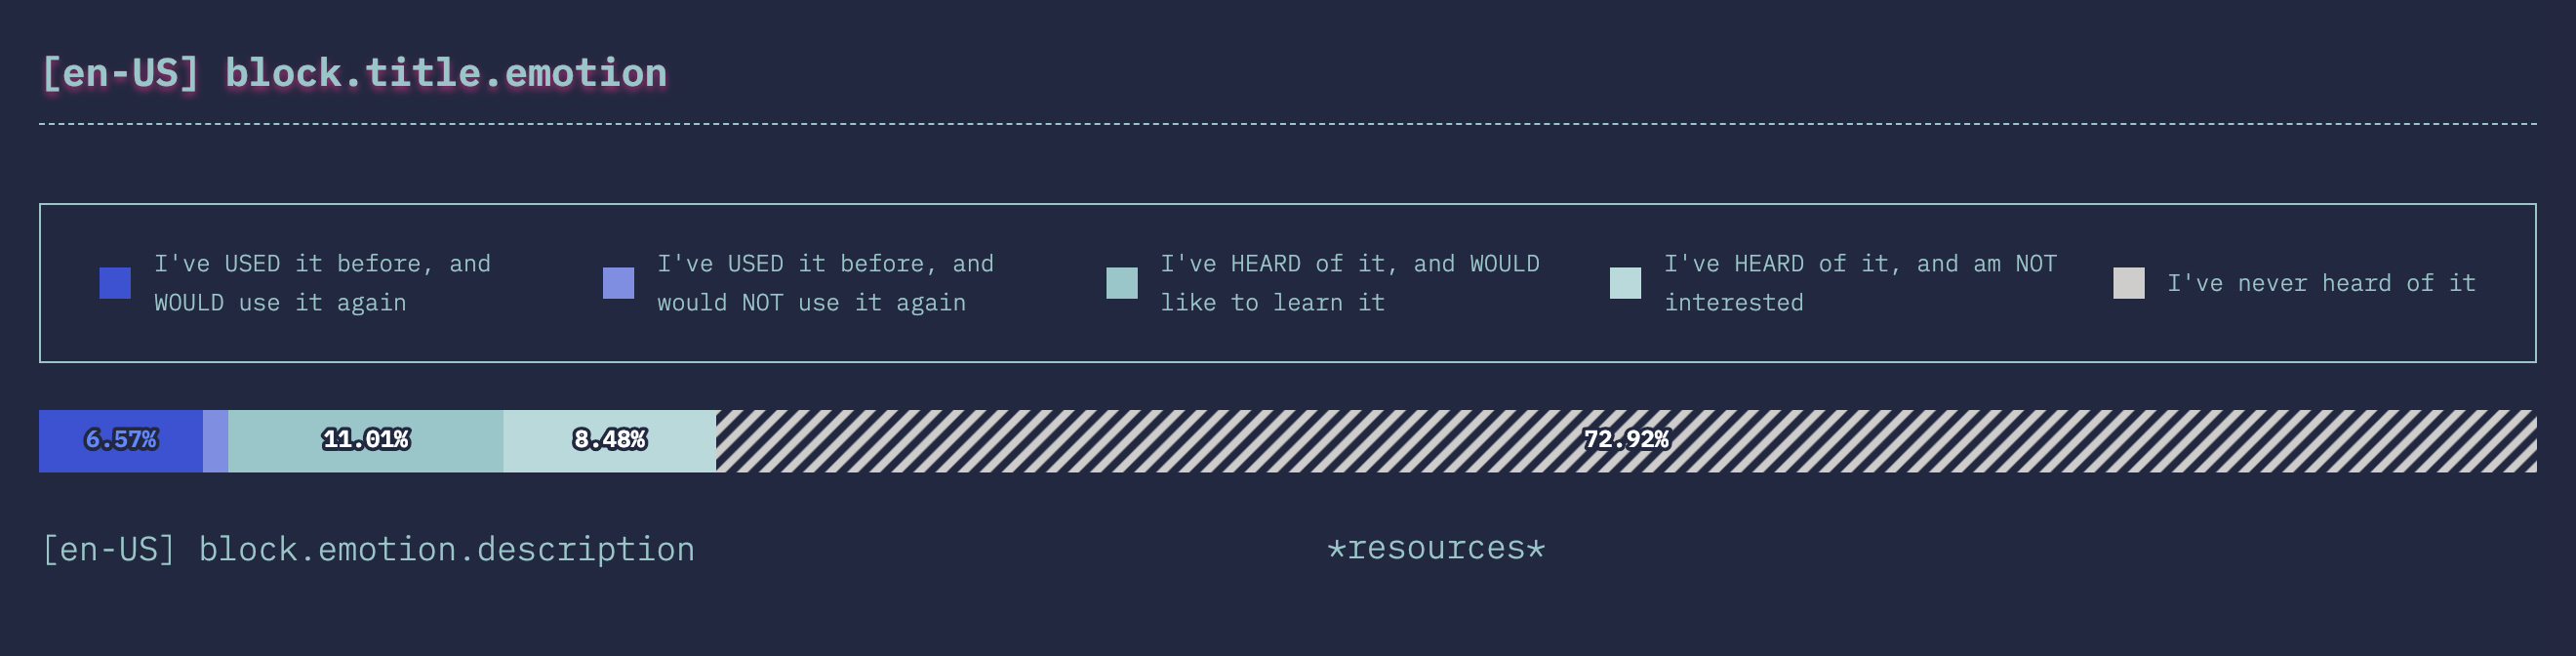 [en-US] block.title.emotion
I've USED it before, and
WOULD use it again
I've USED it before, and
would NOT use it again
I've HEARD of it, and WOULD
like to learn it
I've HEARD of it, and am NOT
interested
I've never heard of it
6.57%
11.01%
8.48%
72.92%
[en-US] block.emotion.description
*resources*